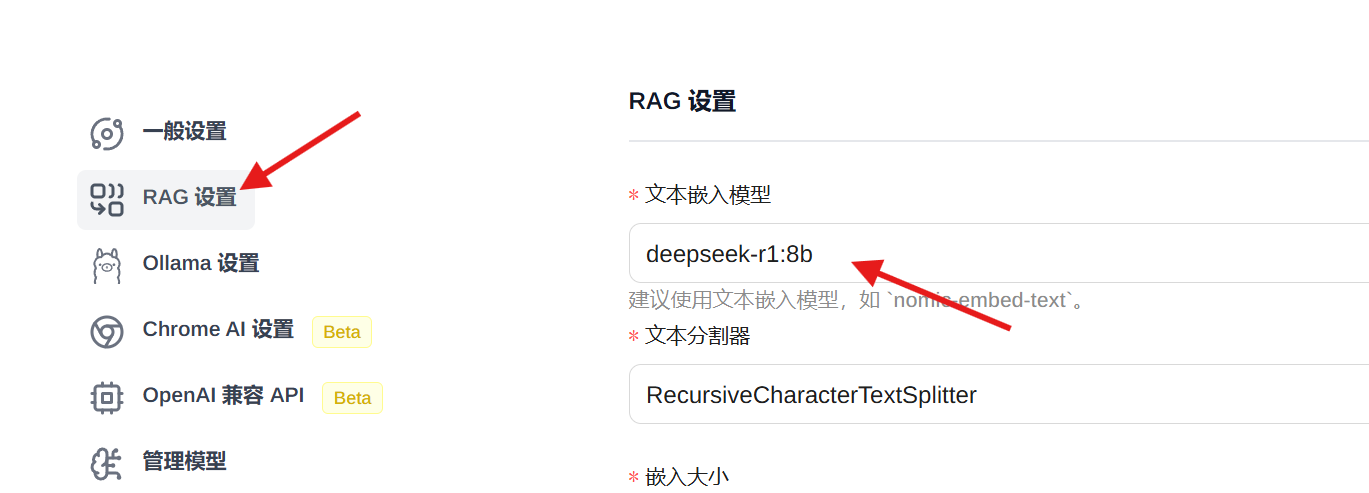 一般设置
RAG 设置
Ollama 设置
Chrome AI 设置 Beta
OpenAI 兼容 API Beta
管理模型
RAG 设置
* 文本嵌入模型
deepseek-r1:8b
建议使用文本嵌入模型，如 `nomic-embed-text`。
* 文本分割器
RecursiveCharacterTextSplitter
* 嵌入大小